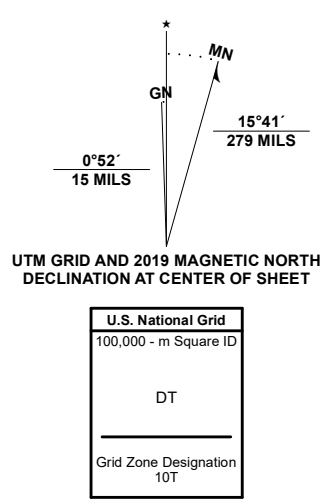 ★
MN
GN
15°41´
279 MILS
0°52´
15 MILS
UTM GRID AND 2019 MAGNETIC NORTH
DECLINATION AT CENTER OF SHEET
U.S. National Grid
100,000 - m Square ID
DT
Grid Zone Designation
10T